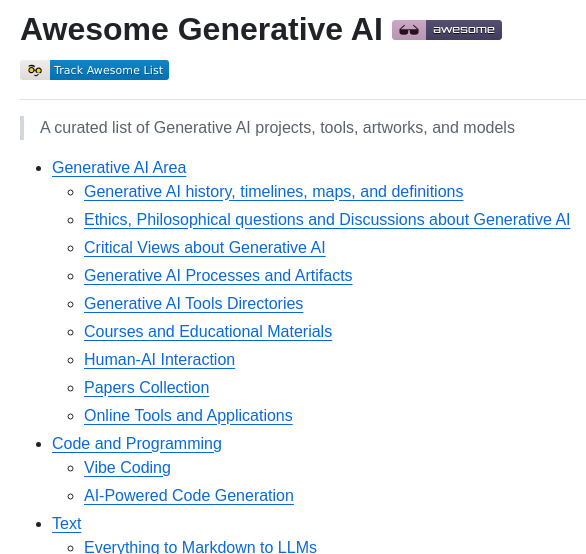 Awesome Generative AI awesome
Track Awesome List
A curated list of Generative AI projects, tools, artworks, and models
Generative AI Area
Generative AI history, timelines, maps, and definitions
Ethics, Philosophical questions and Discussions about Generative AI
Critical Views about Generative AI
Generative AI Processes and Artifacts
Generative AI Tools Directories
Courses and Educational Materials
Human-AI Interaction
Papers Collection
Online Tools and Applications
Code and Programming
Vibe Coding
AI-Powered Code Generation
Text
Everything to Markdown to LLMs